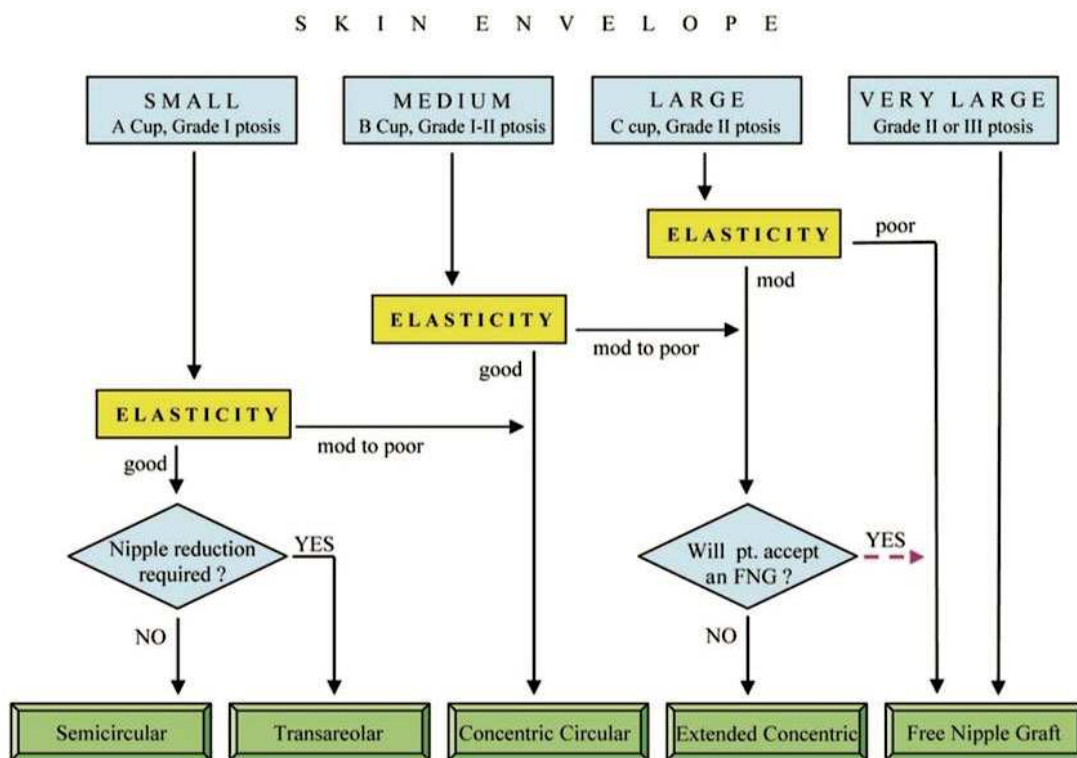 SKIN ENVELOPE
SMALL
A Cup, Grade I ptosis
MEDIUM
B Cup, Grade I-II ptosis
LARGE
C cup, Grade II ptosis
VERY LARGE
Grade II or III ptosis
ELASTICITY
poor
mod
ELASTICITY
mod to poor
good
ELASTICITY
mod to poor
good
Nipple reduction
required ?
YES
NO
Will pt. accept
an FNG ?
YES
NO
Semicircular
Transareolar
Concentric Circular
Extended Concentric
Free Nipple Graft